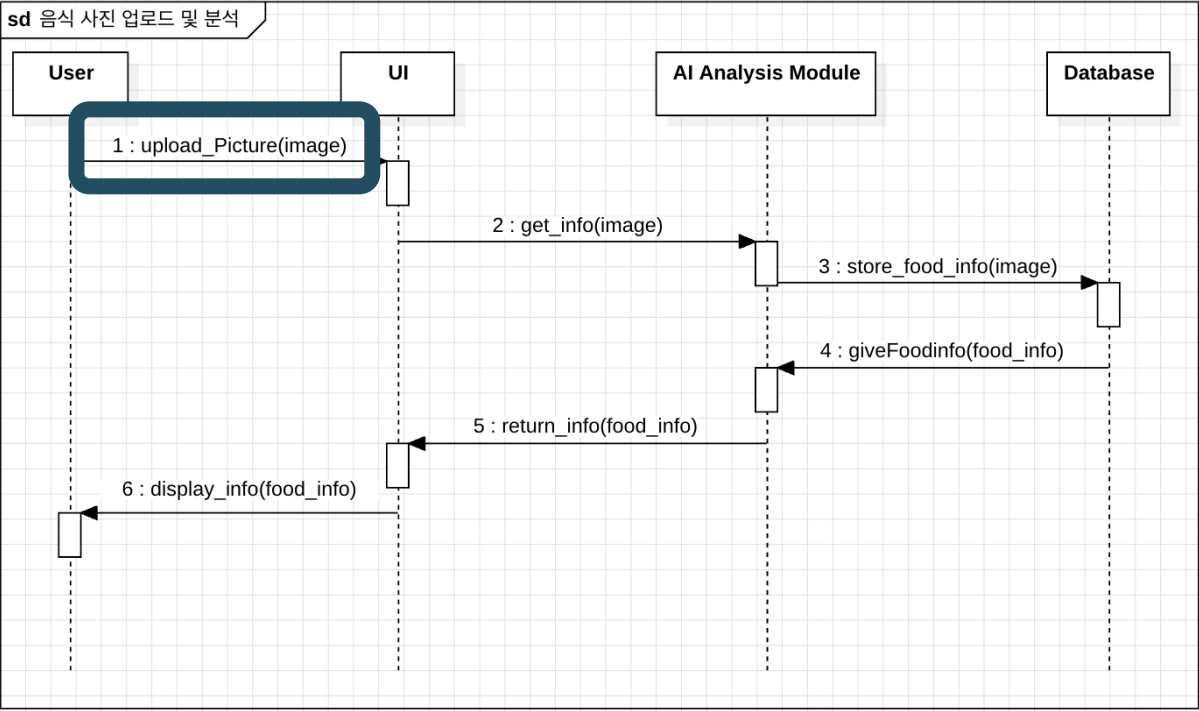 sd 음식 사진 업로드 및 분석
User
UI
AI Analysis Module
Database
1 : upload_Picture(image)
2 : get_info(image)
3 : store_food_info(image)
4 : giveFoodinfo(food_info)
5 : return_info(food_info)
6 : display_info(food_info)